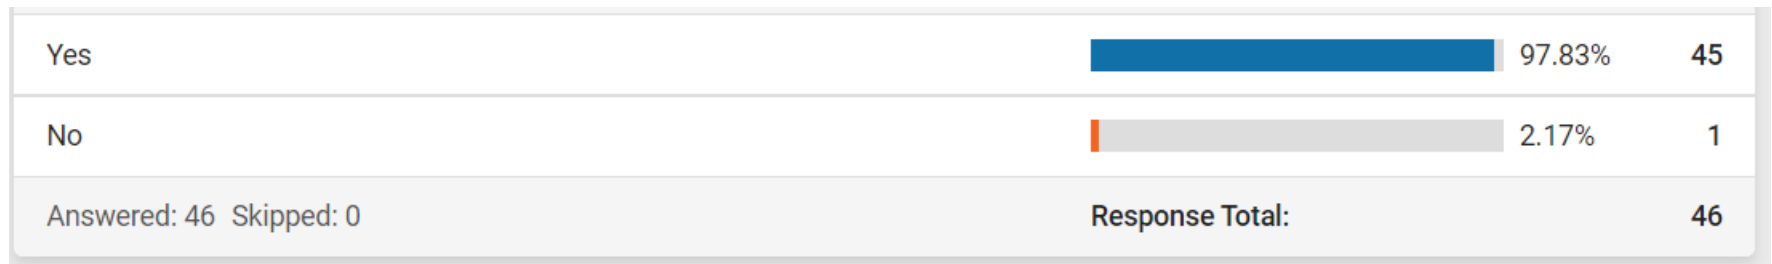 Yes 97.83% 45
No 2.17% 1
Answered: 46 Skipped: 0 Response Total: 46